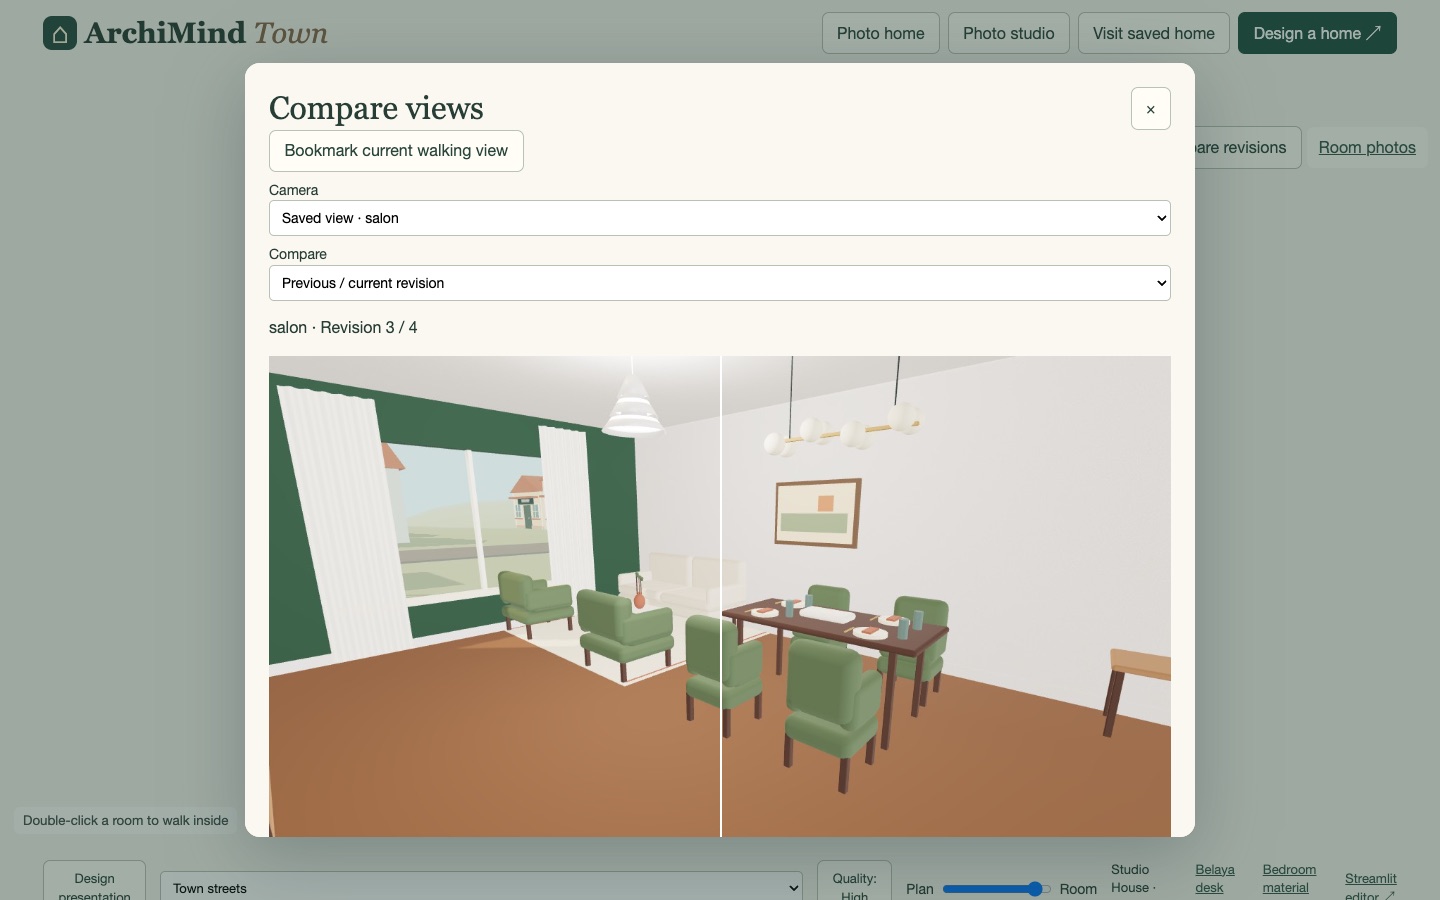 ArchiMind Town
Photo home
Photo studio
Visit saved home
Design a home ↗
Compare views
×
Bookmark current walking view
are revisions
Room photos
Camera
Saved view · salon
Compare
Previous / current revision
salon · Revision 3 / 4
Double-click a room to walk inside
Design
presentation
Town streets
Quality:
High
Plan
Room
Studio
House ·
Belaya
desk
Bedroom
material
Streamlit
editor ↗